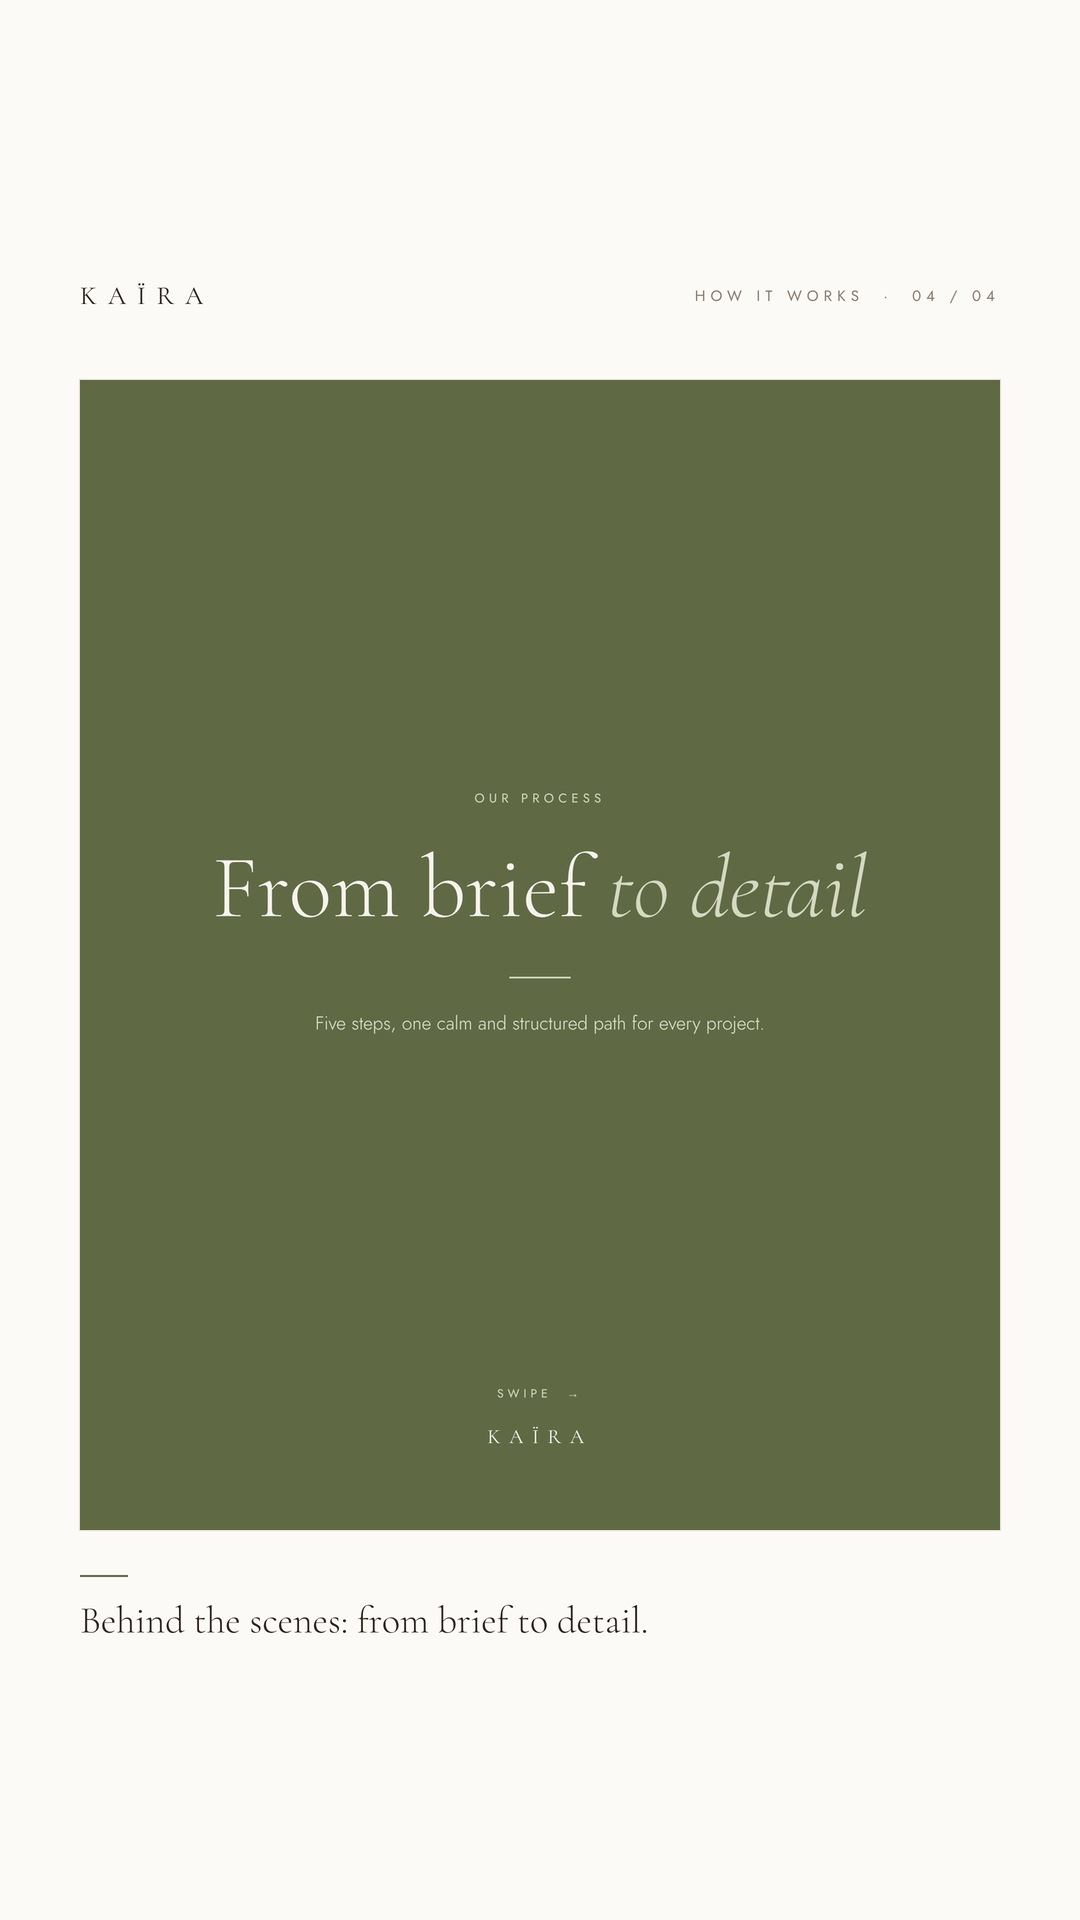 KAÏRA
HOW IT WORKS · 04 / 04
OUR PROCESS
From brief to detail
Five steps, one calm and structured path for every project.
SWIPE →
KAÏRA
Behind the scenes: from brief to detail.